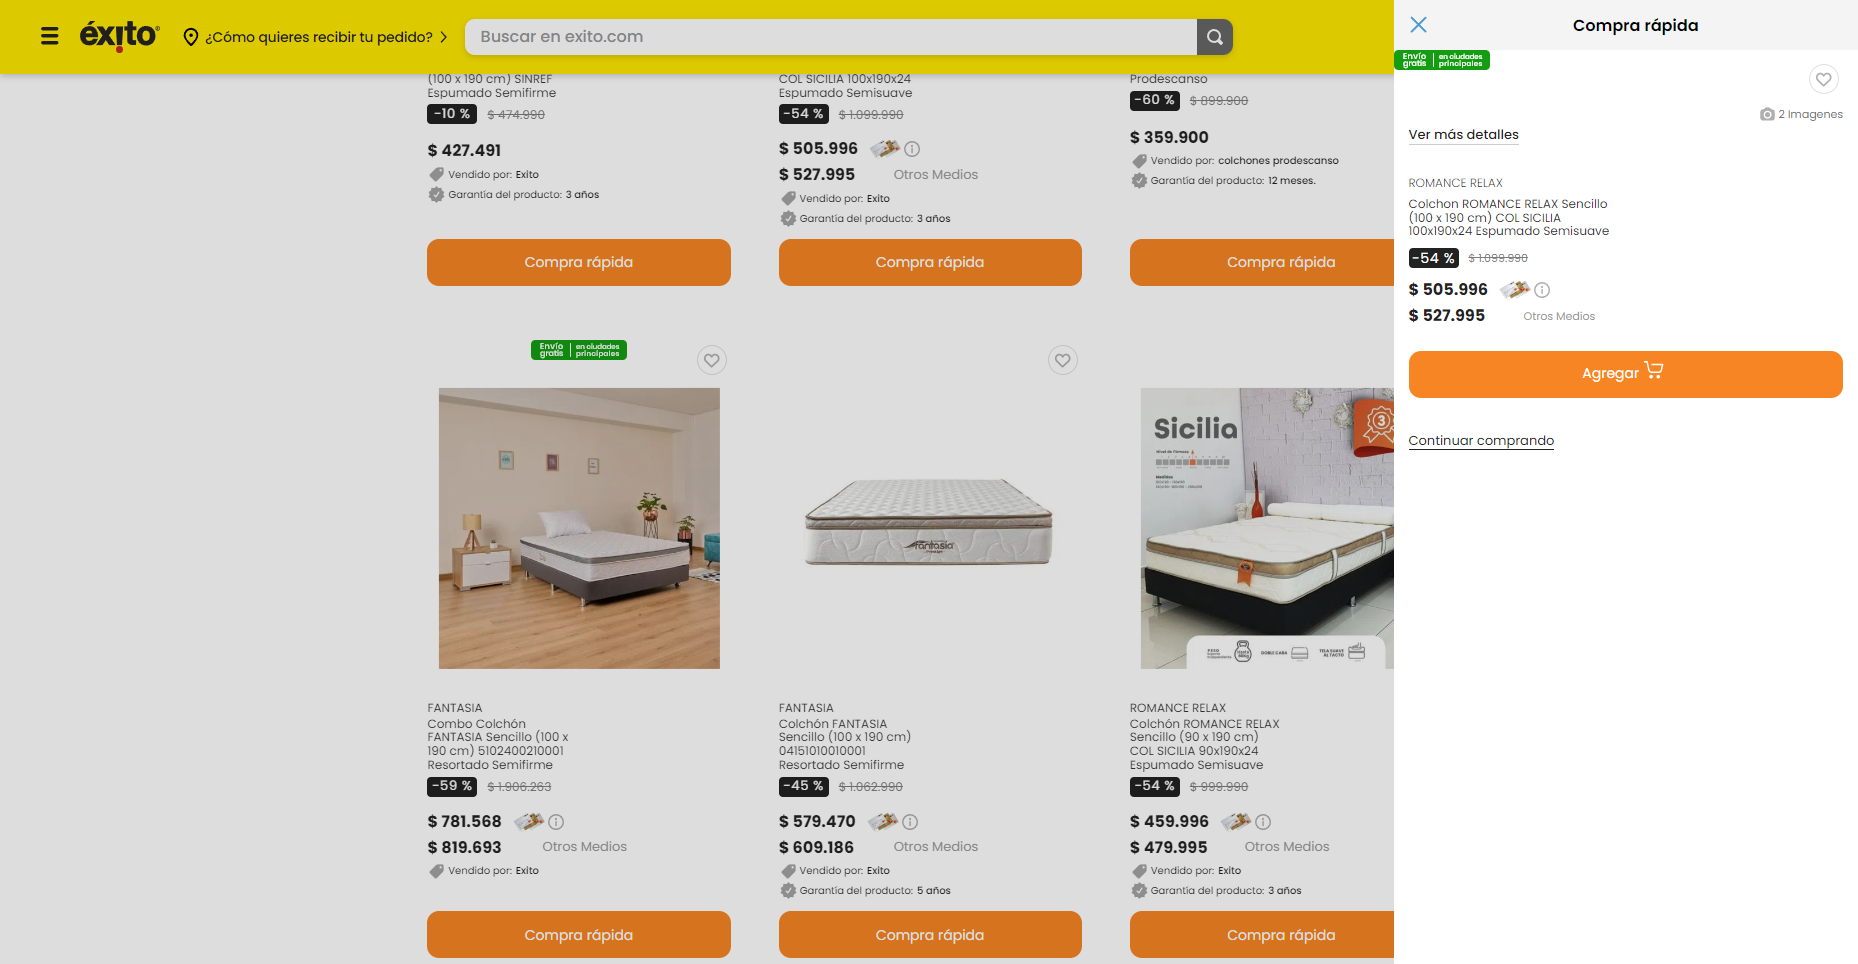 éxito
¿Cómo quieres recibir tu pedido?
Buscar en exito.com
(100 x 190 cm) SINREF
Espumado Semifirme
-10 % $ 474.990
$ 427.491
Vendido por: Exito
Garantía del producto: 3 años
Compra rápida
COL SICILIA 100x190x24
Espumado Semisuave
-54 % $ 1.099.990
$ 505.996
$ 527.995 Otros Medios
Vendido por: Exito
Garantía del producto: 3 años
Compra rápida
Prodescanso
-60 % $ 899.900
$ 359.900
Vendido por: colchones prodescanso
Garantía del producto: 12 meses.
Compra rápida
Envío gratis en ciudades principales
FANTASIA
Combo Colchón
FANTASIA Sencillo (100 x
190 cm) 5102400210001
Resortado Semifirme
-59 % $ 1.906.263
$ 781.568
$ 819.693 Otros Medios
Vendido por: Exito
Compra rápida
fantasia
FANTASIA
Colchón FANTASIA
Sencillo (100 x 190 cm)
04151010010001
Resortado Semifirme
-45 % $ 1.062.990
$ 579.470
$ 609.186 Otros Medios
Vendido por: Exito
Garantía del producto: 5 años
Compra rápida
Sicilia
3
DOBLE CARA
TELA SUAVE
AL TACTO
ROMANCE RELAX
Colchón ROMANCE RELAX
Sencillo (90 x 190 cm)
COL SICILIA 90x190x24
Espumado Semisuave
-54 % $ 999.990
$ 459.996
$ 479.995 Otros Medios
Vendido por: Exito
Garantía del producto: 3 años
Compra rápida
Compra rápida
Envío gratis en ciudades principales
2 Imagenes
Ver más detalles
ROMANCE RELAX
Colchon ROMANCE RELAX Sencillo
(100 x 190 cm) COL SICILIA
100x190x24 Espumado Semisuave
-54 % $ 1.099.990
$ 505.996
$ 527.995 Otros Medios
Agregar
Continuar comprando